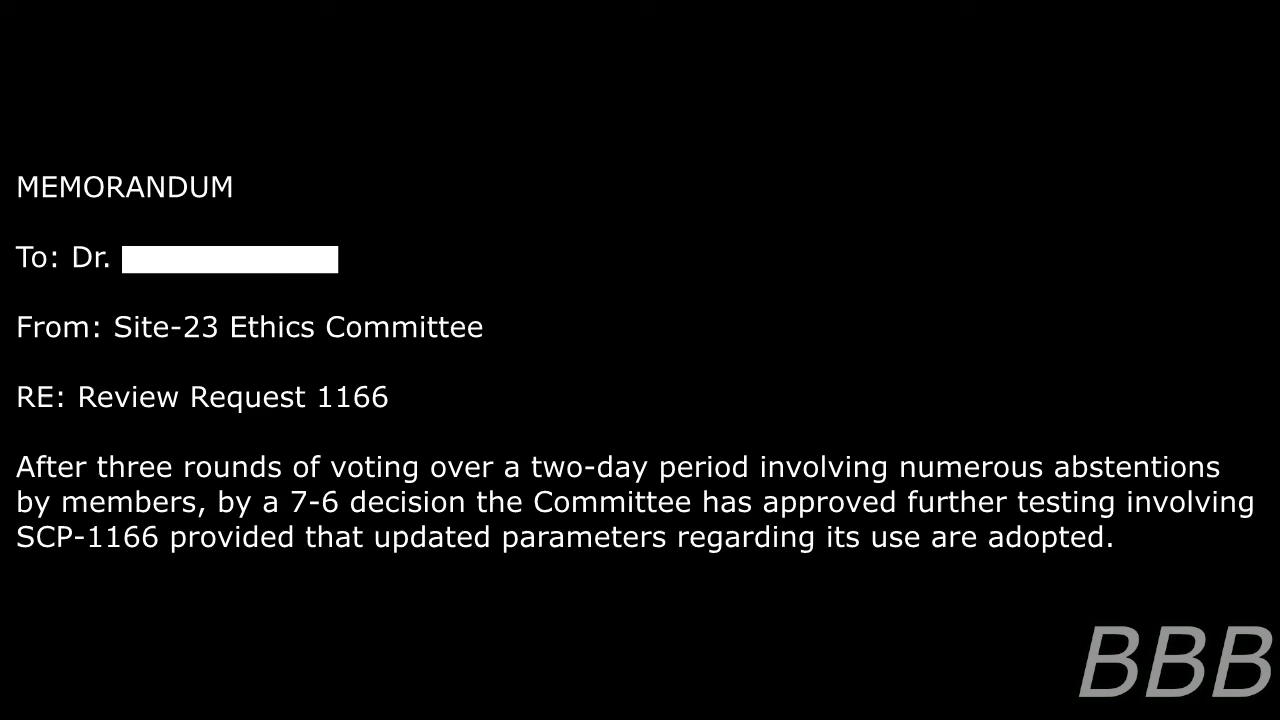 MEMORANDUM
To: Dr.
From: Site-23 Ethics Committee
RE: Review Request 1166
After three rounds of voting over a two-day period involving numerous abstentions
by members, by a 7-6 decision the Committee has approved further testing involving
SCP-1166 provided that updated parameters regarding its use are adopted.
BBB